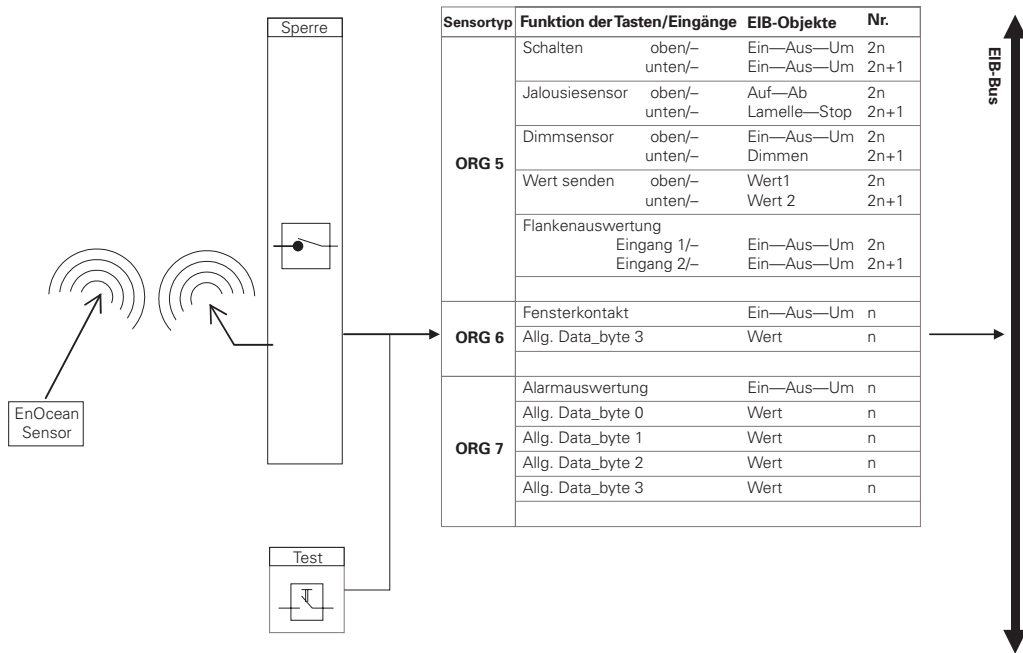 Sperre
Sensortyp Funktion der Tasten/Eingänge EIB-Objekte Nr.
ORG 5
Schalten oben/– Ein—Aus—Um 2n
unten/– Ein—Aus—Um 2n+1
Jalousiesensor oben/– Auf—Ab 2n
unten/– Lamelle—Stop 2n+1
Dimmsensor oben/– Ein—Aus—Um 2n
unten/– Dimmen 2n+1
Wert senden oben/– Wert1 2n
unten/– Wert 2 2n+1
Flankenauswertung
Eingang 1/– Ein—Aus—Um 2n
Eingang 2/– Ein—Aus—Um 2n+1
ORG 6
Fensterkontakt Ein—Aus—Um n
Allg. Data_byte 3 Wert n
ORG 7
Alarmauswertung Ein—Aus—Um n
Allg. Data_byte 0 Wert n
Allg. Data_byte 1 Wert n
Allg. Data_byte 2 Wert n
Allg. Data_byte 3 Wert n
EIB-Bus
EnOcean
Sensor
Test